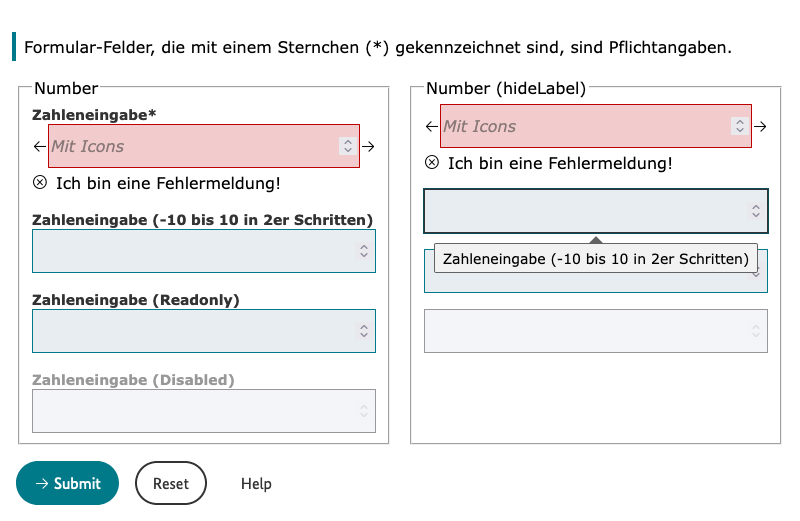 Formular-Felder, die mit einem Sternchen (*) gekennzeichnet sind, sind Pflichtangaben.
Number
Zahleneingabe*
Mit Icons
Ich bin eine Fehlermeldung!
Zahleneingabe (-10 bis 10 in 2er Schritten)
Zahleneingabe (Readonly)
Zahleneingabe (Disabled)
Number (hideLabel)
Mit Icons
Ich bin eine Fehlermeldung!
Zahleneingabe (-10 bis 10 in 2er Schritten)
→ Submit
Reset
Help